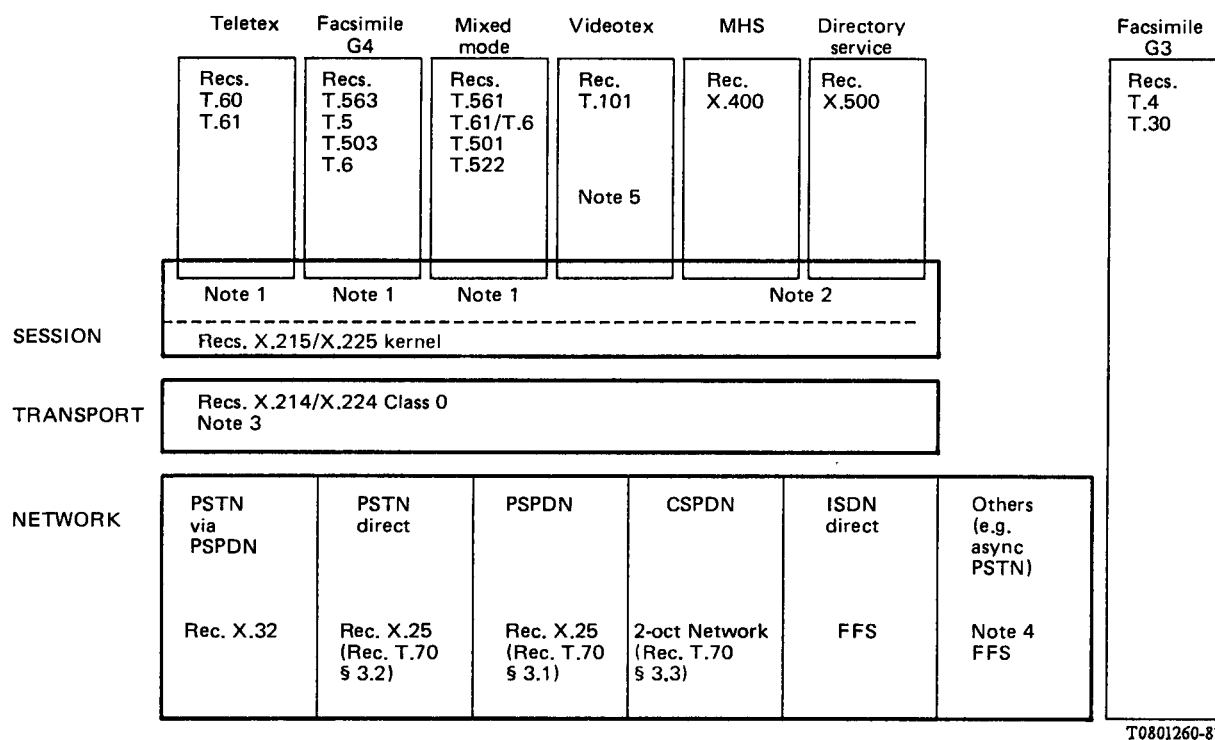 Teletex
Facsimile
G4
Mixed
mode
Videotex
MHS
Directory
service
Facsimile
G3
Recs.
T.60
T.61
Recs.
T.563
T.5
T.503
T.6
Recs.
T.561
T.61/T.6
T.501
T.522
Rec.
T.101
Note 5
Rec.
X.400
Rec.
X.500
Recs.
T.4
T.30
Note 1
Note 1
Note 1
Note 2
SESSION
Recs. X.215/X.225 kernel
TRANSPORT
Recs. X.214/X.224 Class 0
Note 3
NETWORK
PSTN
via
PSPDN
Rec. X.32
PSTN
direct
Rec. X.25
(Rec. T.70
§ 3.2)
PSPDN
Rec. X.25
(Rec. T.70
§ 3.1)
CSPDN
2-oct Network
(Rec. T.70
§ 3.3)
ISDN
direct
FFS
Others
(e.g.
async
PSTN)
Note 4
FFS